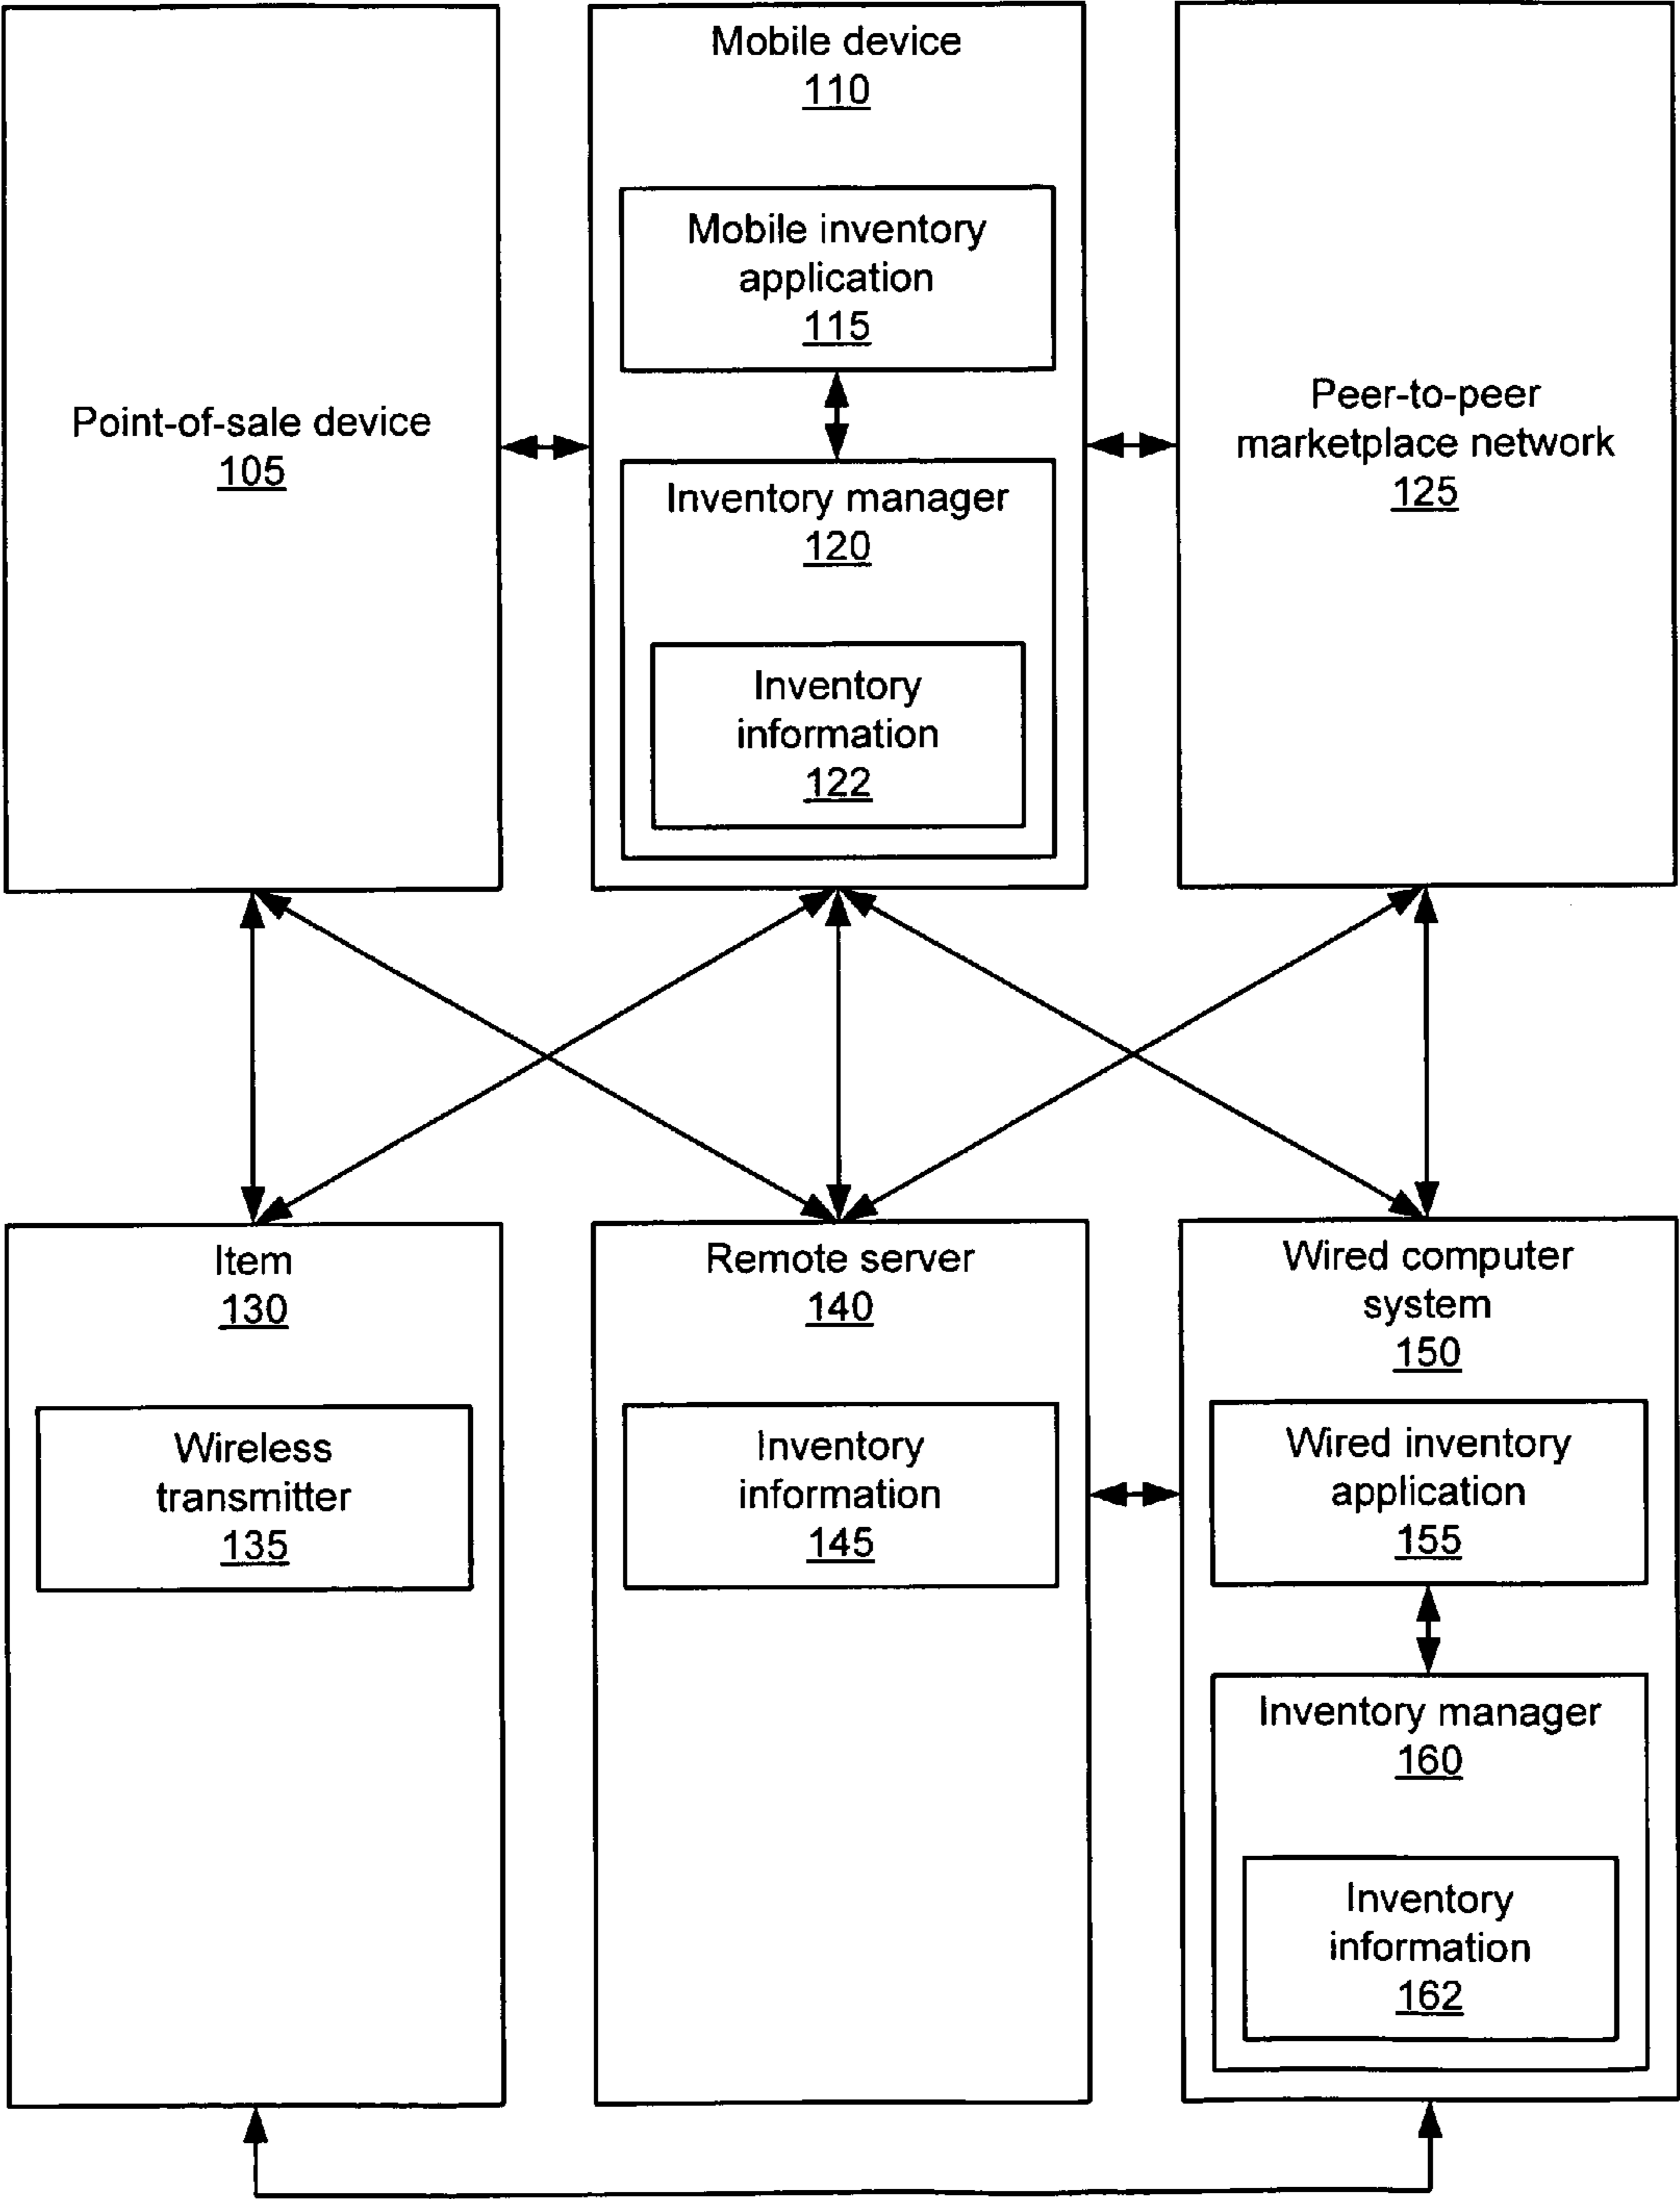 Point-of-sale device
105
Mobile device
110
Mobile inventory
application
115
Inventory manager
120
Inventory
information
122
Peer-to-peer
marketplace network
125
Item
130
Wireless
transmitter
135
Remote server
140
Inventory
information
145
Wired computer
system
150
Wired inventory
application
155
Inventory manager
160
Inventory
information
162